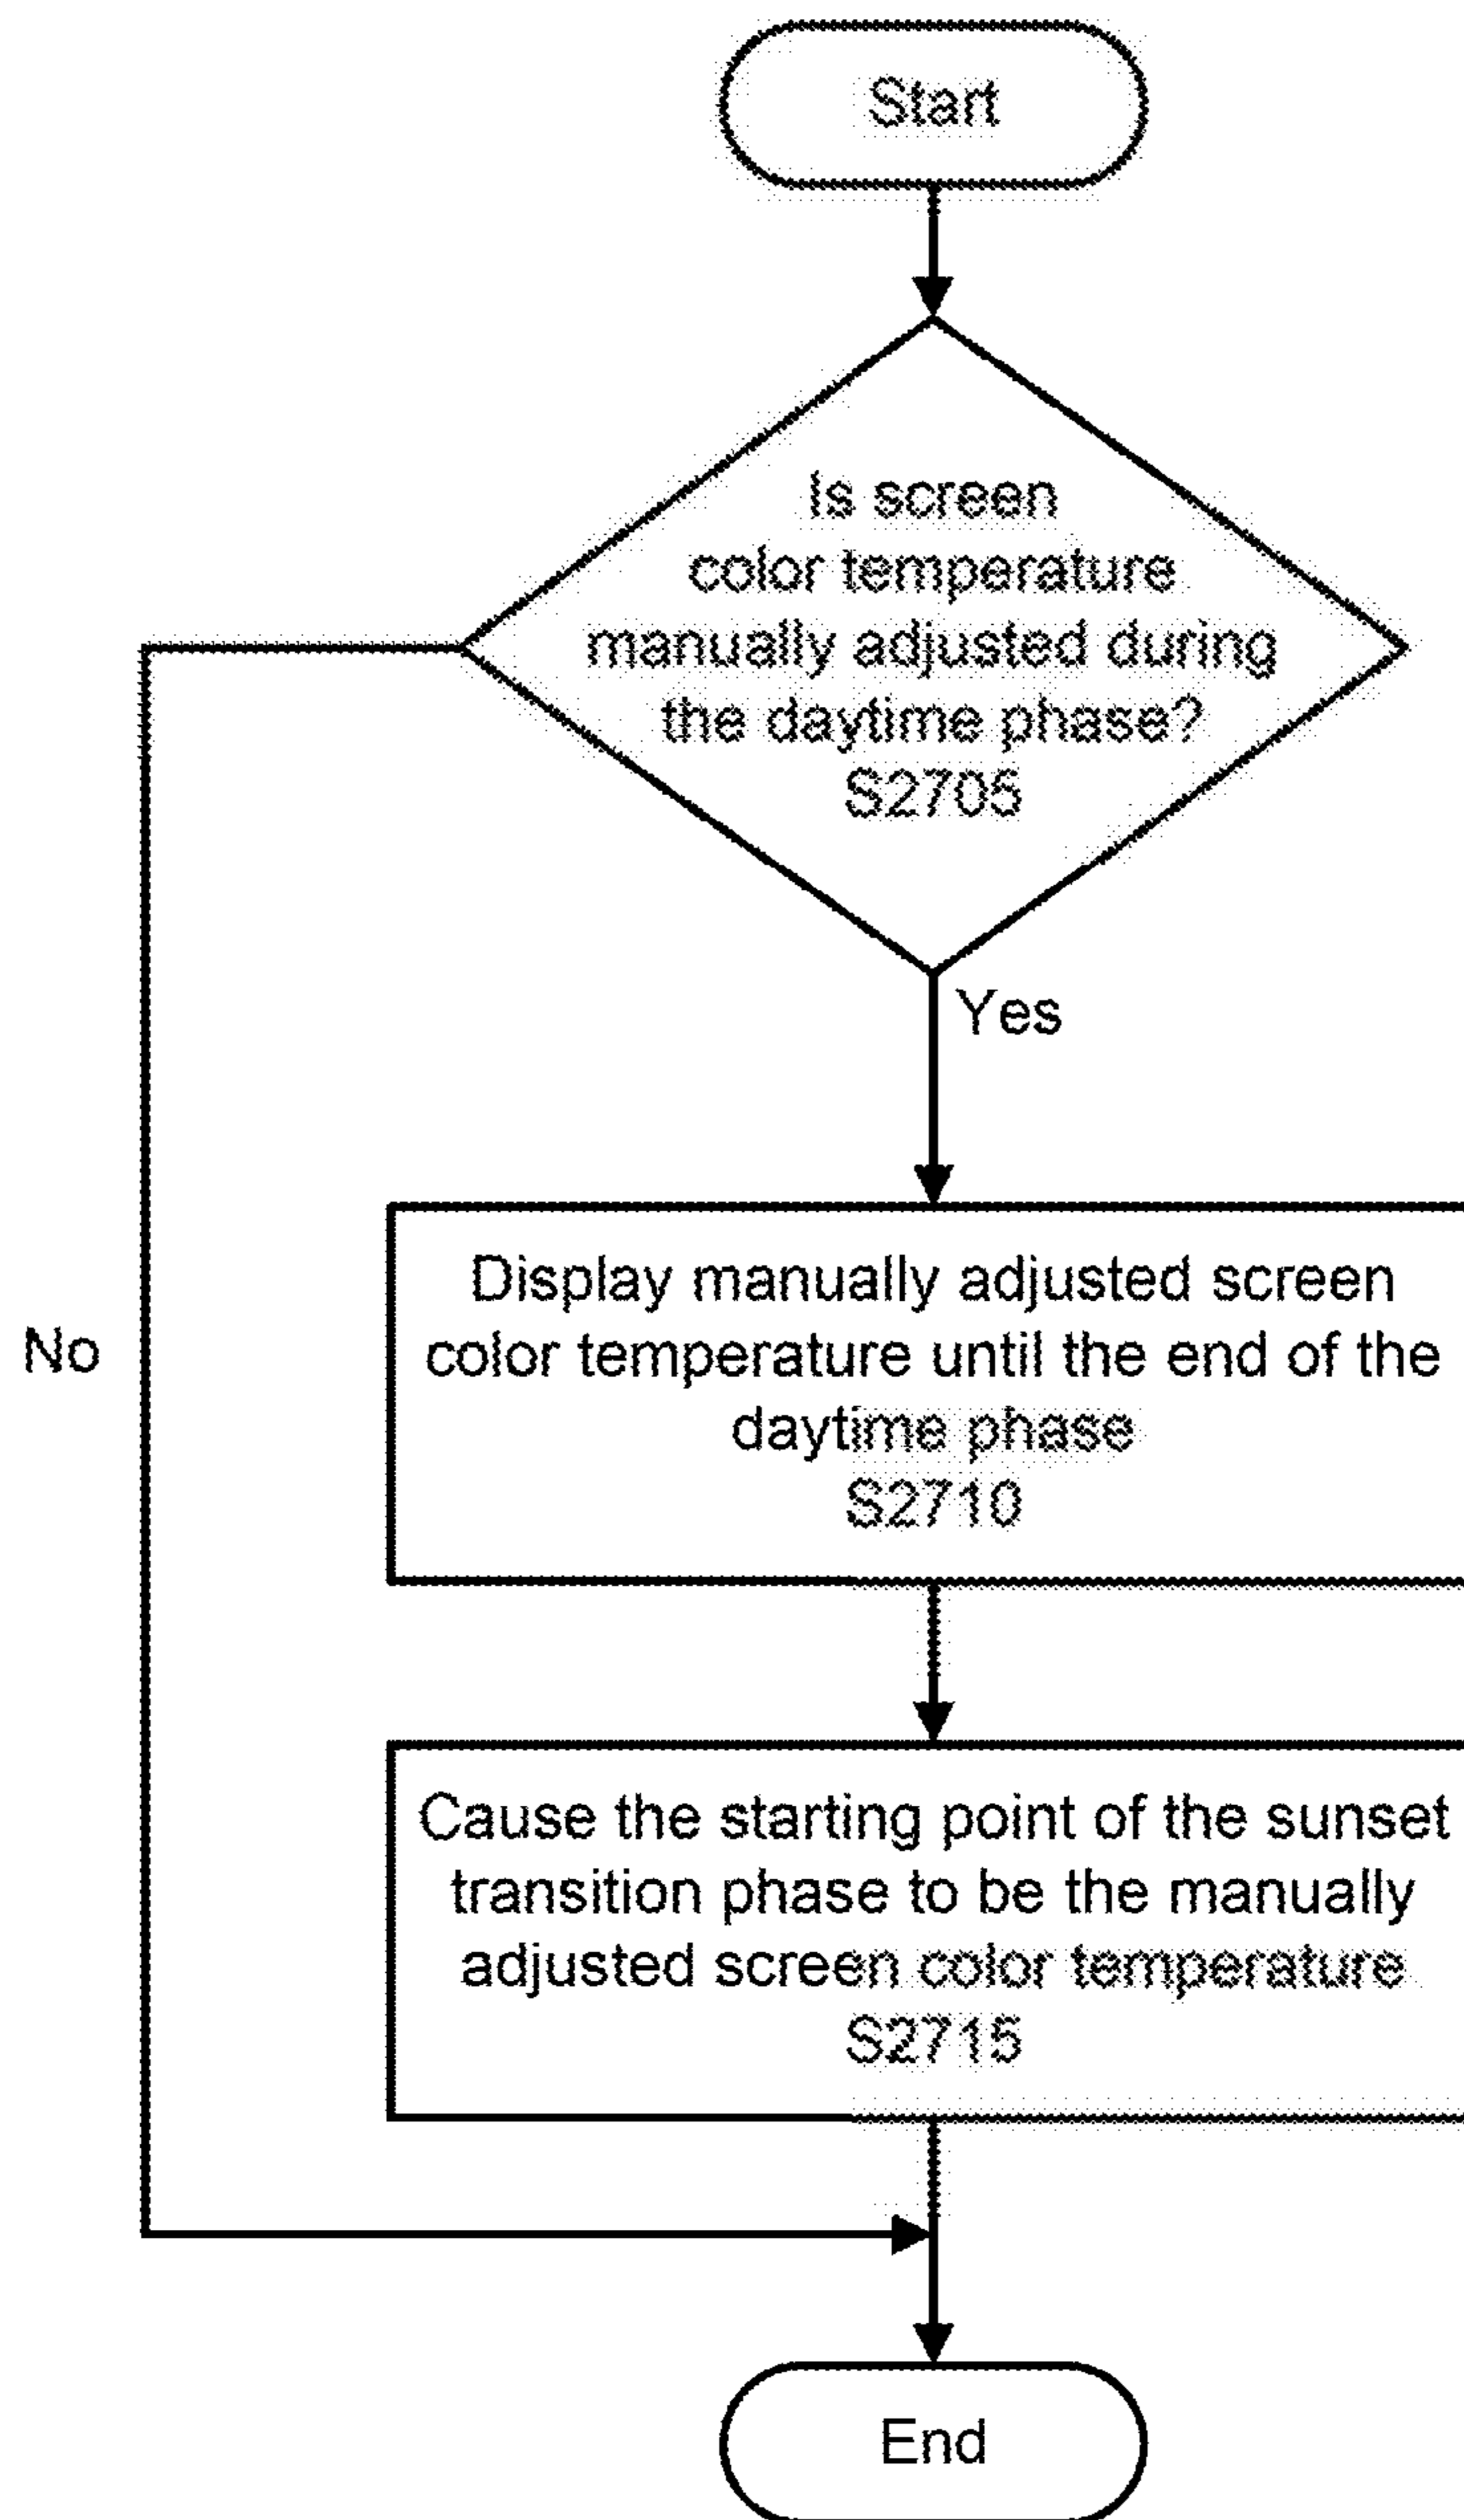 Start
Is screen
color temperature
manually adjusted during
the daytime phase?
S2705
Yes
No
Display manually adjusted screen
color temperature until the end of the
daytime phase
S2710
Cause the starting point of the sunset
transition phase to be the manually
adjusted screen color temperature
S2715
End